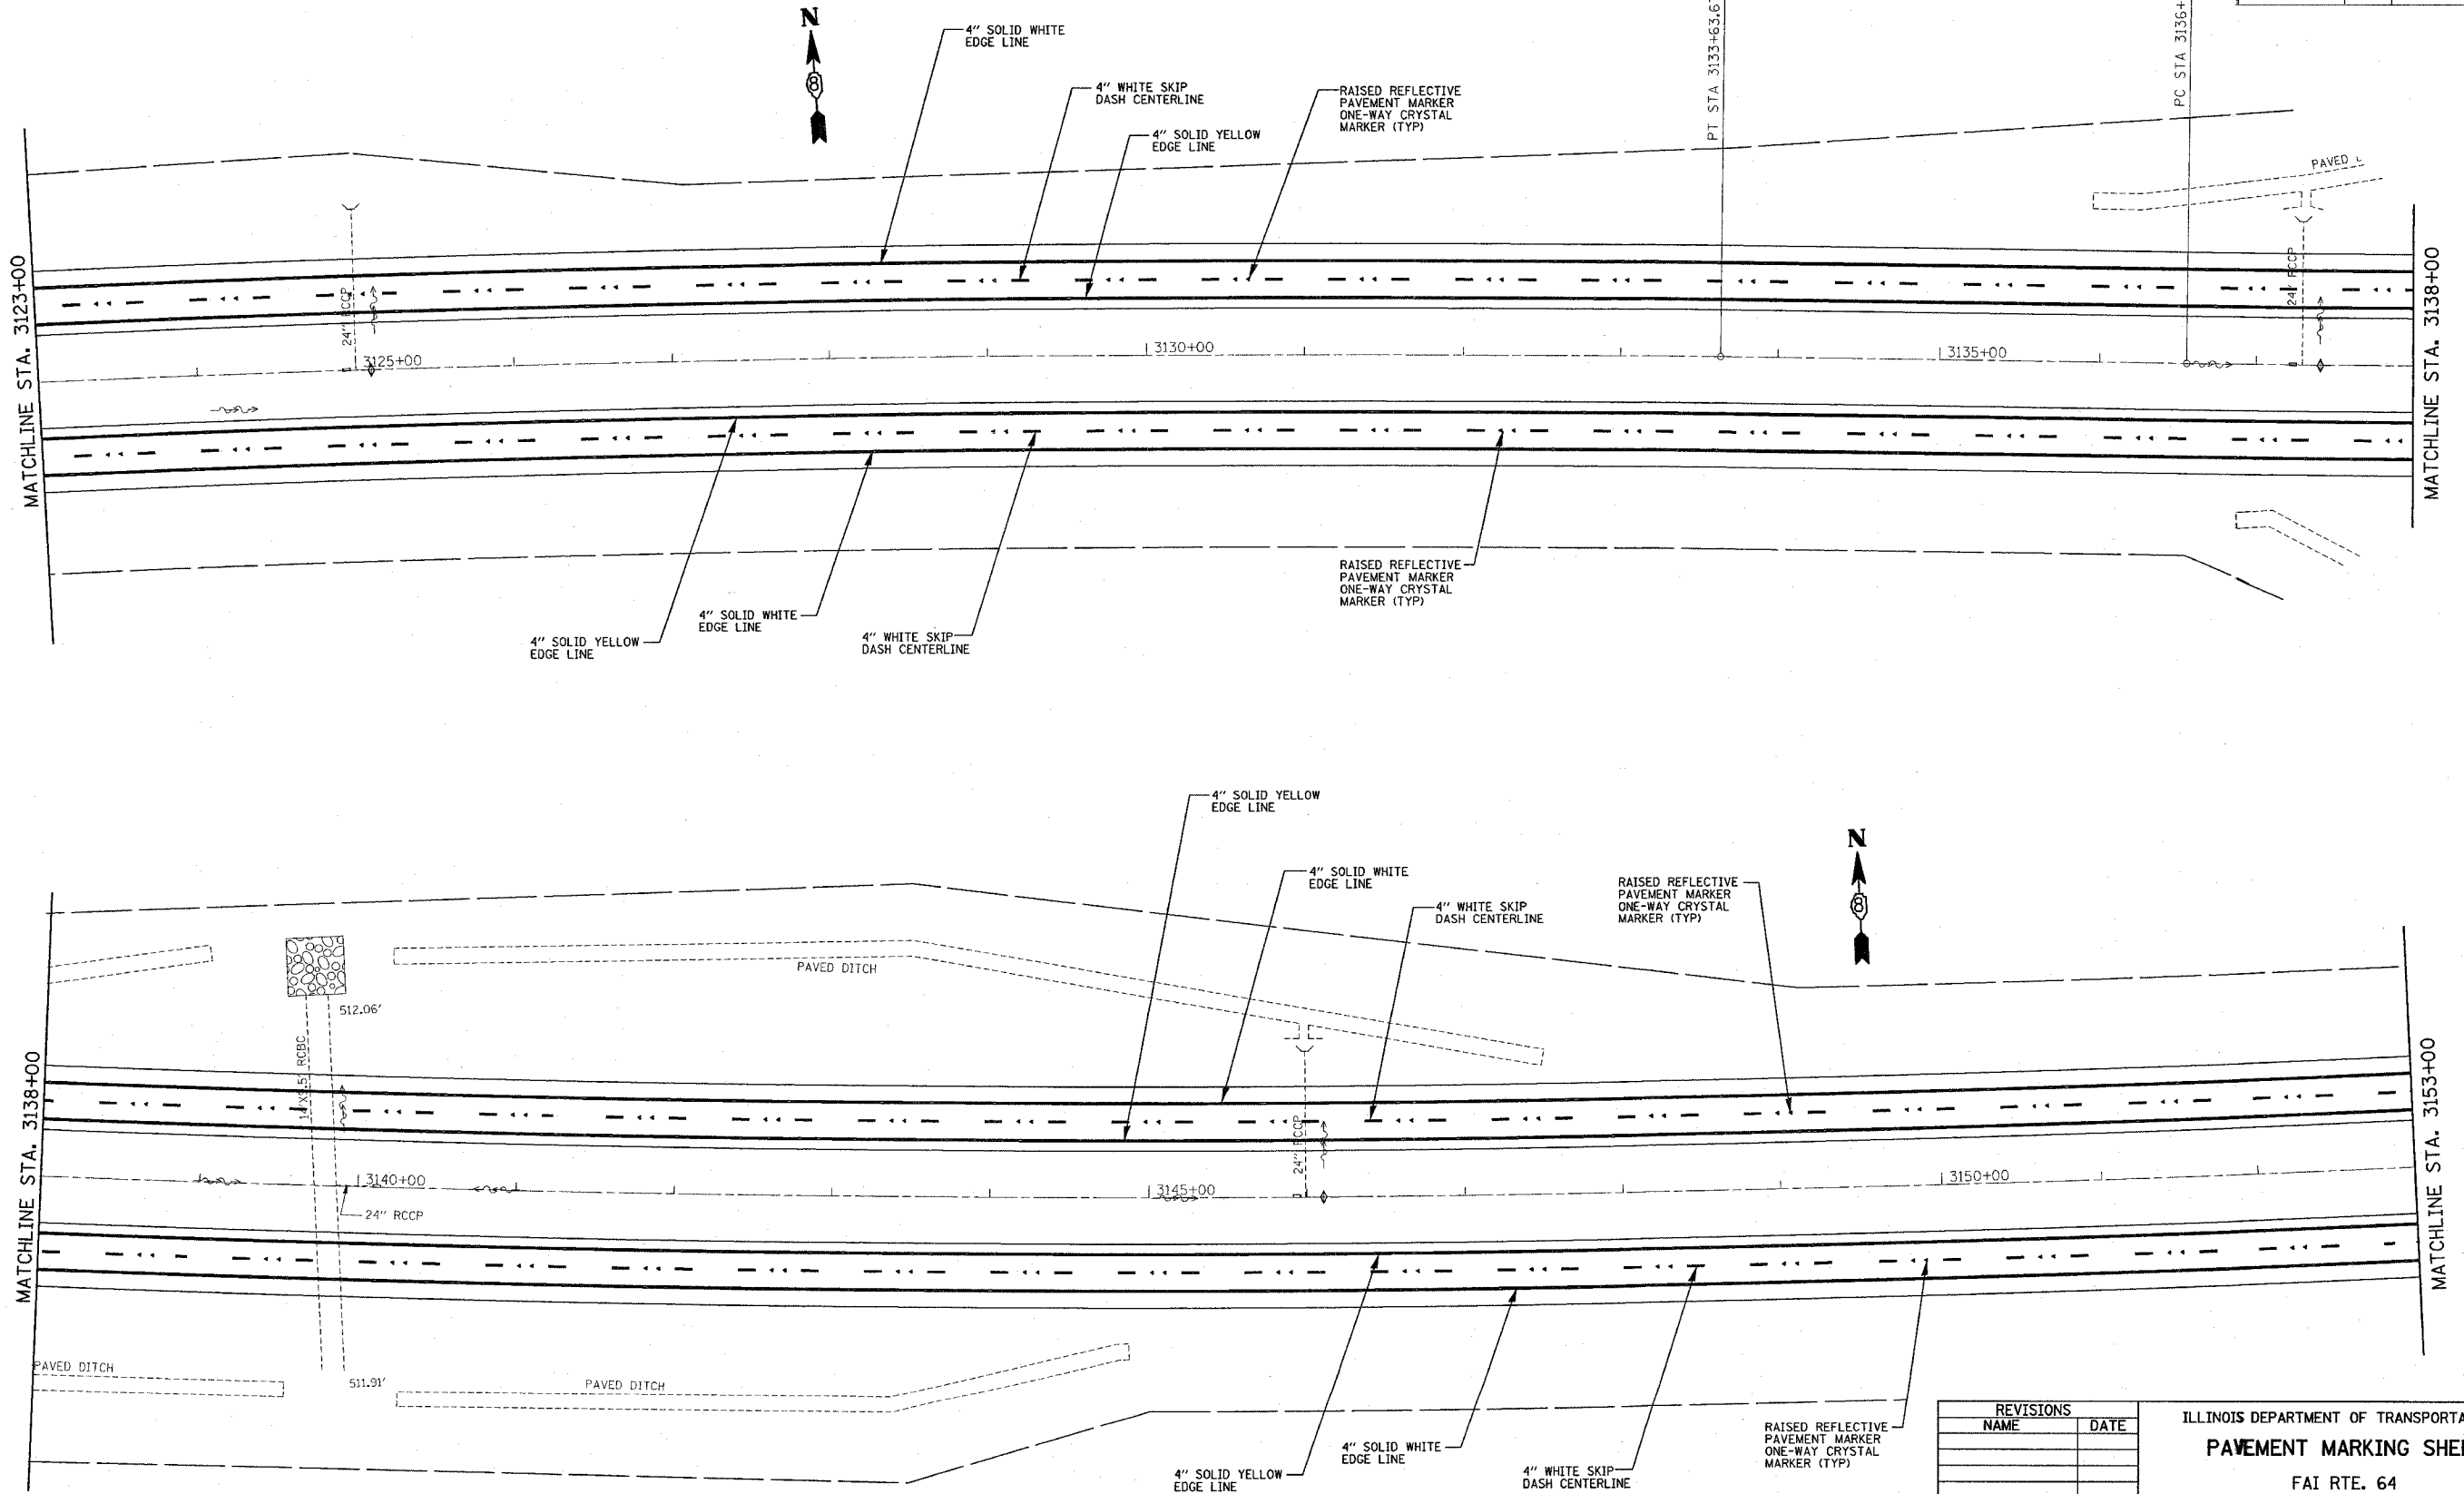 N
8
4" SOLID WHITE
EDGE LINE
4" WHITE SKIP
DASH CENTERLINE
4" SOLID YELLOW
EDGE LINE
RAISED REFLECTIVE
PAVEMENT MARKER
ONE-WAY CRYSTAL
MARKER (TYP)
PT STA 3133+63.6
PC STA 3136+
PAVED
MATCHLINE STA. 3123+00
24" RCCP
3125+00
3130+00
3135+00
24" RCCP
MATCHLINE STA. 3138+00
4" SOLID YELLOW
EDGE LINE
4" SOLID WHITE
EDGE LINE
4" WHITE SKIP
DASH CENTERLINE
RAISED REFLECTIVE
PAVEMENT MARKER
ONE-WAY CRYSTAL
MARKER (TYP)
4" SOLID YELLOW
EDGE LINE
4" SOLID WHITE
EDGE LINE
4" WHITE SKIP
DASH CENTERLINE
RAISED REFLECTIVE
PAVEMENT MARKER
ONE-WAY CRYSTAL
MARKER (TYP)
N
8
PAVED DITCH
512.06'
RCBC
MATCHLINE STA. 3138+00
3140+00
24" RCCP
3145+00
24" RCCP
3150+00
MATCHLINE STA. 3153+00
PAVED DITCH
511.91'
PAVED DITCH
4" SOLID YELLOW
EDGE LINE
4" SOLID WHITE
EDGE LINE
4" WHITE SKIP
DASH CENTERLINE
RAISED REFLECTIVE
PAVEMENT MARKER
ONE-WAY CRYSTAL
MARKER (TYP)
REVISIONS
NAME DATE
ILLINOIS DEPARTMENT OF TRANSPORTA
PAVEMENT MARKING SHE
FAI RTE. 64